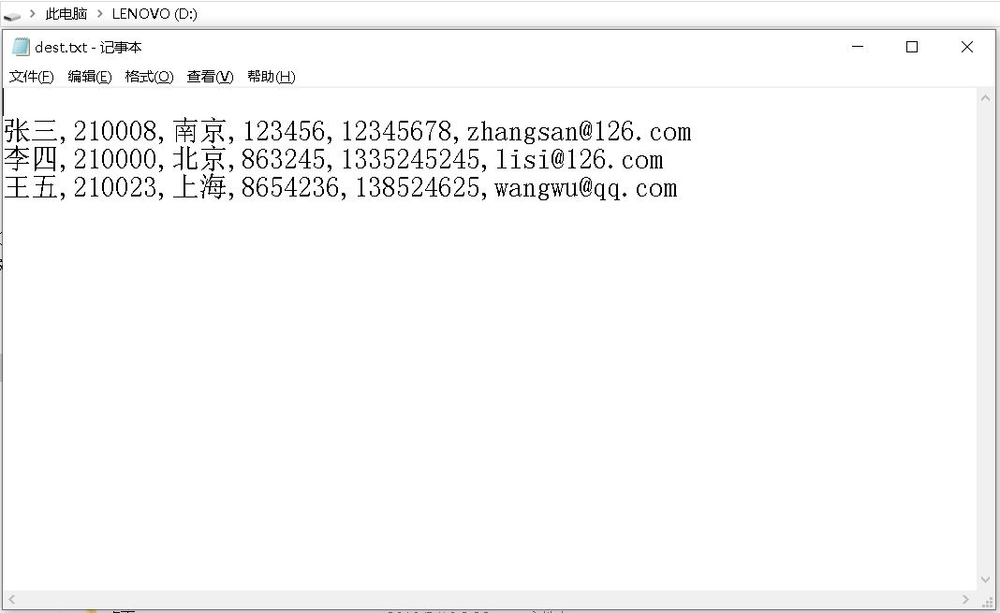 此电脑 > LENOVO (D:)
dest.txt - 记事本
文件(F) 编辑(E) 格式(O) 查看(V) 帮助(H)
张三,210008,南京,123456,12345678,zhangsan@126.com
李四,210000,北京,863245,1335245245,lisi@126.com
王五,210023,上海,8654236,138524625,wangwu@qq.com